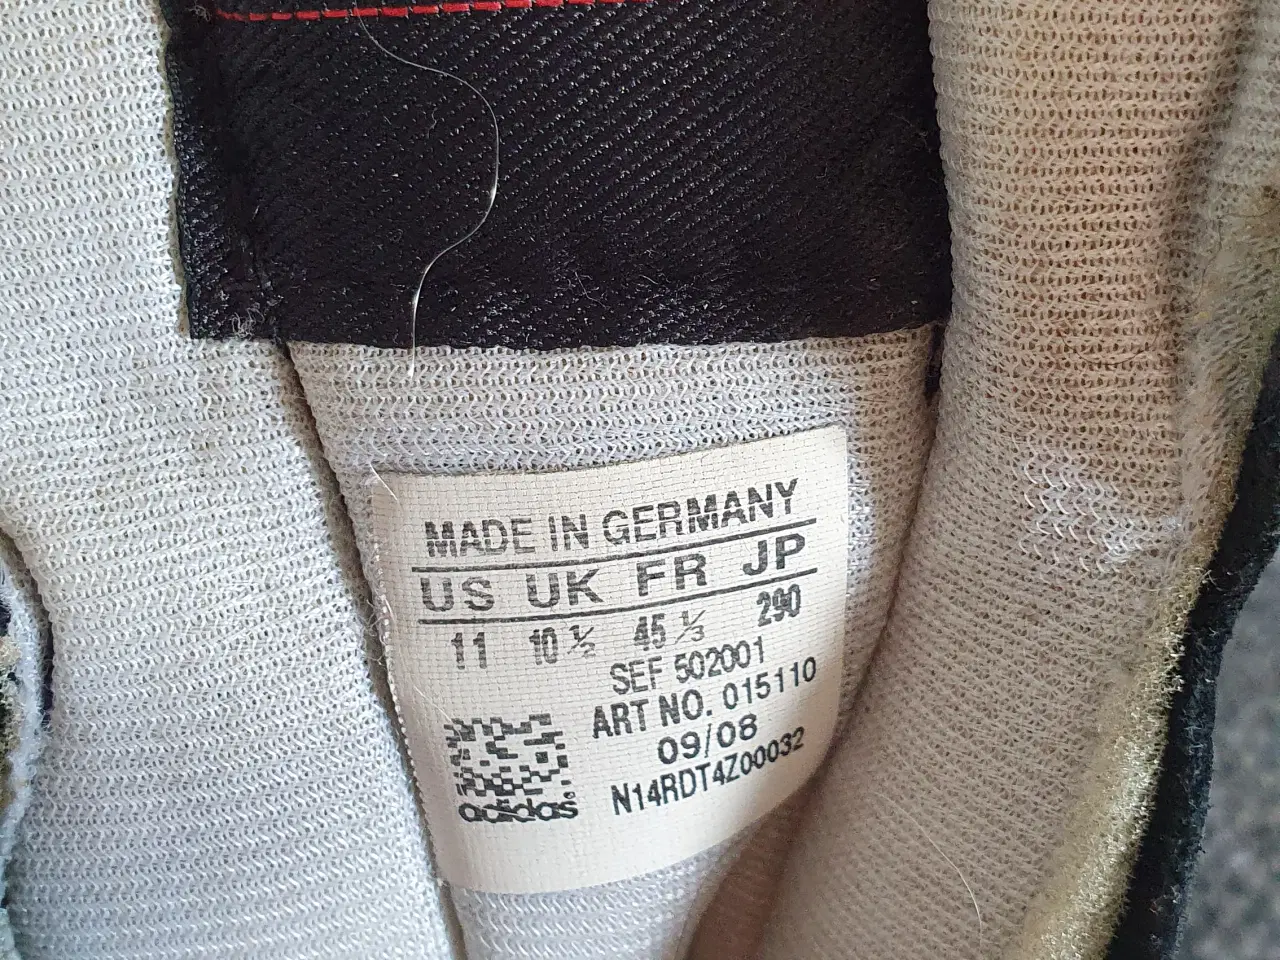 MADE IN GERMANY
US UK FR JP
11 10 ½ 45 ⅓ 290
SEF 502001
ART NO. 015110
09/08
N14RDT4Z00032
adidas